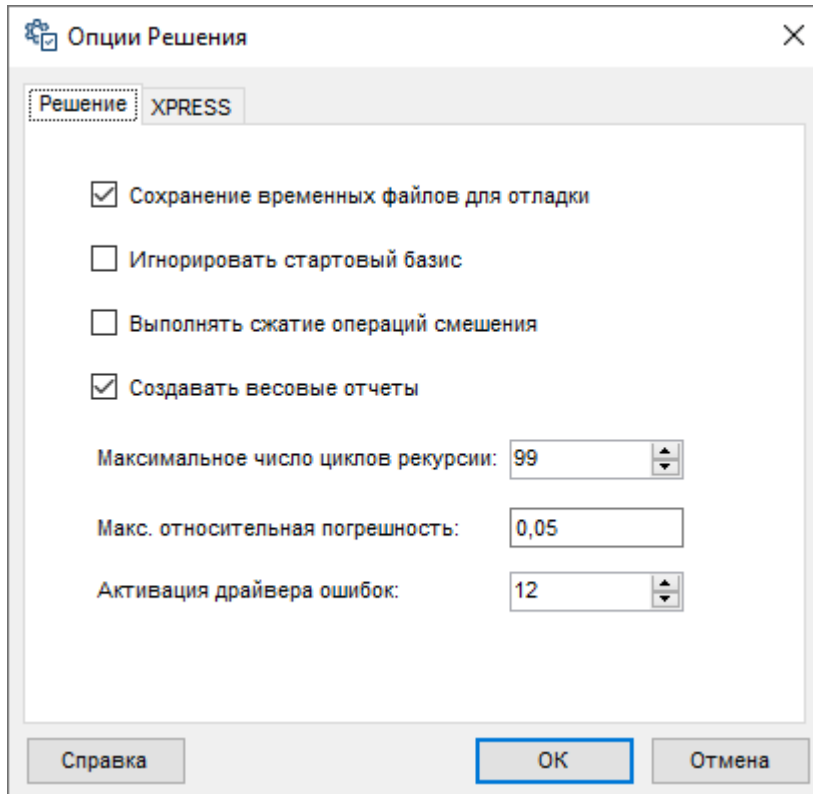 Опции Решения
Решение XPRESS
Сохранение временных файлов для отладки
Игнорировать стартовый базис
Выполнять сжатие операций смешения
Создавать весовые отчеты
Максимальное число циклов рекурсии: 99
Макс. относительная погрешность: 0,05
Активация драйвера ошибок: 12
Справка ОК Отмена